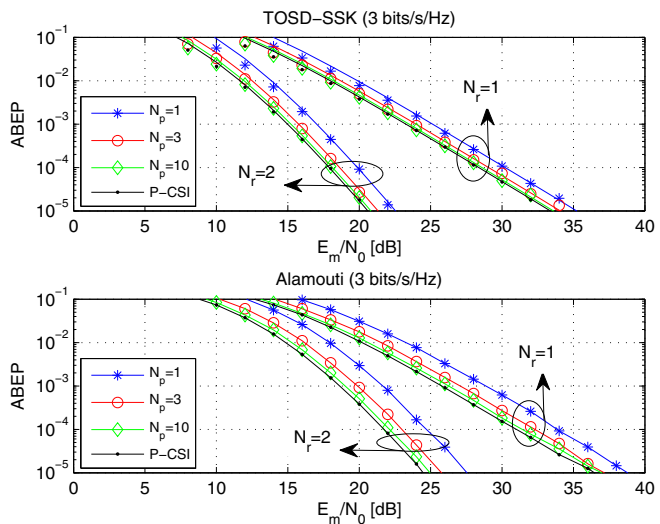 TOSD-SSK (3 bits/s/Hz)
ABEP
10^-1
10^-2
10^-3
10^-4
10^-5
N_p=1
N_p=3
N_p=10
P-CSI
N_r=1
N_r=2
0 5 10 15 20 25 30 35 40
E_m/N_0 [dB]
Alamouti (3 bits/s/Hz)
ABEP
10^-1
10^-2
10^-3
10^-4
10^-5
N_p=1
N_p=3
N_p=10
P-CSI
N_r=1
N_r=2
0 5 10 15 20 25 30 35 40
E_m/N_0 [dB]